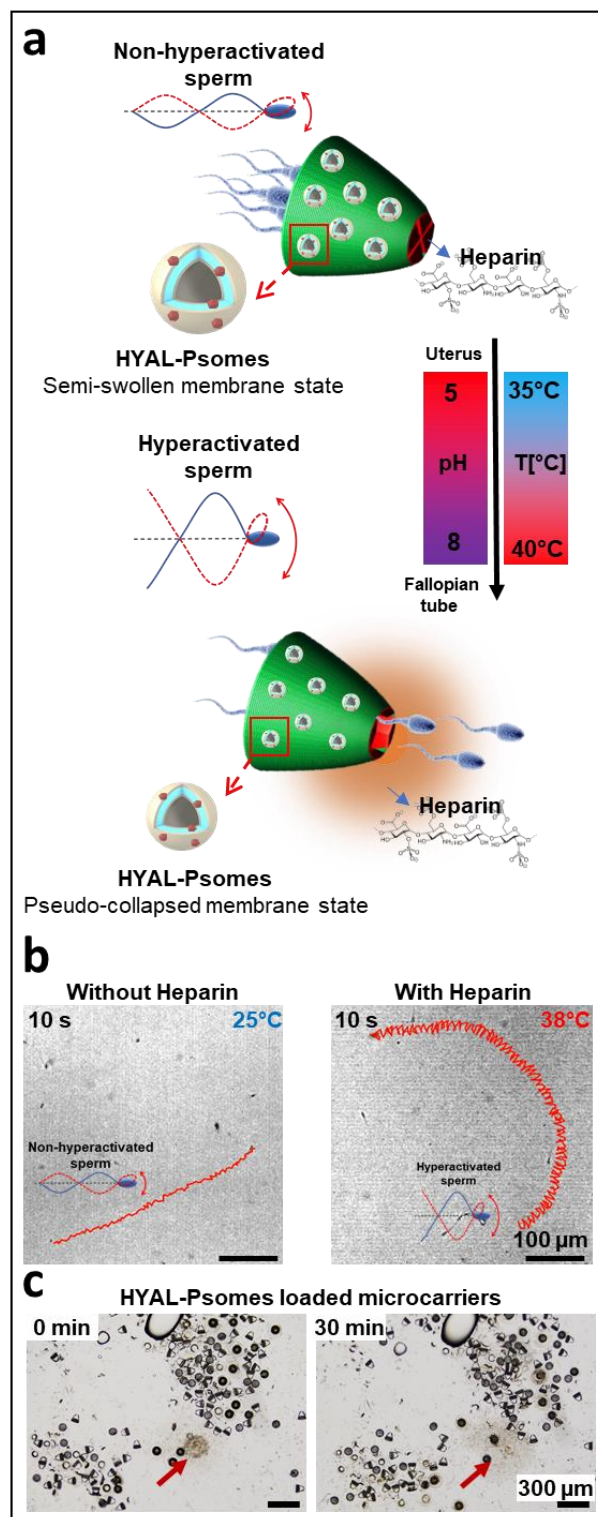 a
Non-hyperactivated
sperm
Heparin
HYAL-Psomes
Semi-swollen membrane state
Uterus
5
35°C
pH
T[°C]
8
40°C
Fallopian
tube
Hyperactivated
sperm
Heparin
HYAL-Psomes
Pseudo-collapsed membrane state
b
Without Heparin
With Heparin
10 s
25°C
10 s
38°C
Non-hyperactivated
sperm
Hyperactivated
sperm
100 µm
c
HYAL-Psomes loaded microcarriers
0 min
30 min
300 µm